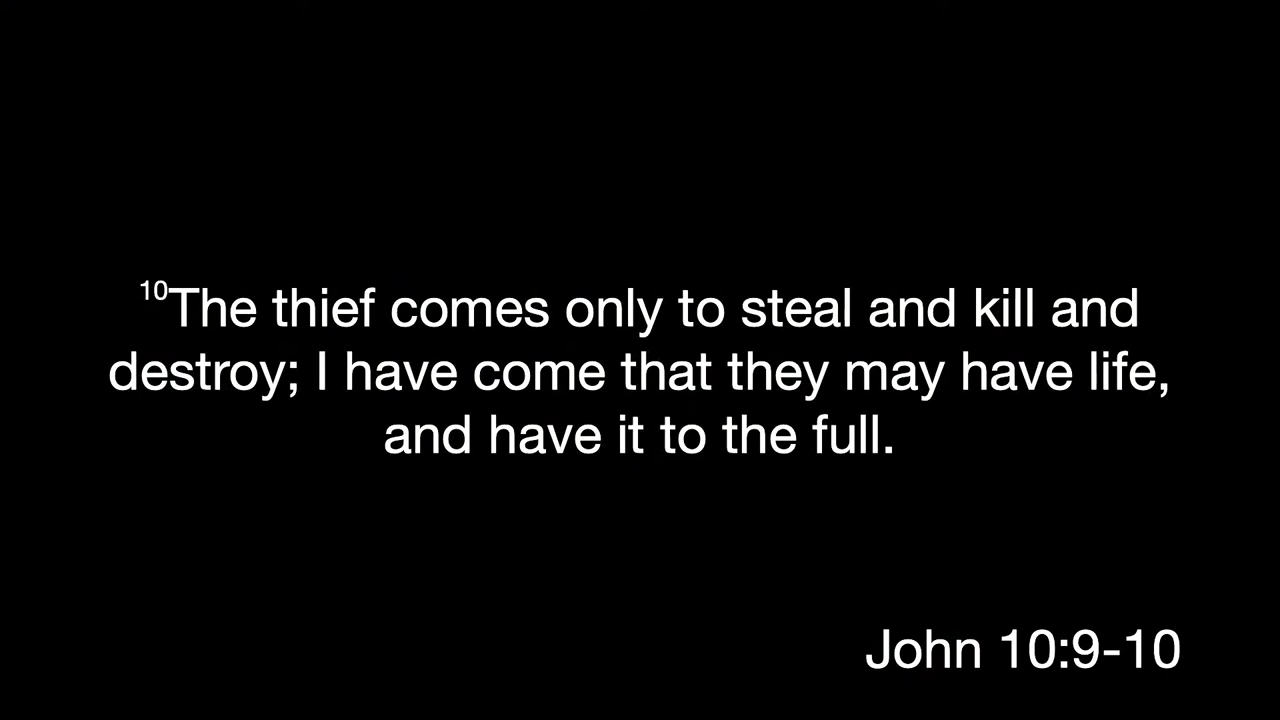 ¹⁰The thief comes only to steal and kill and
destroy; I have come that they may have life,
and have it to the full.
John 10:9-10